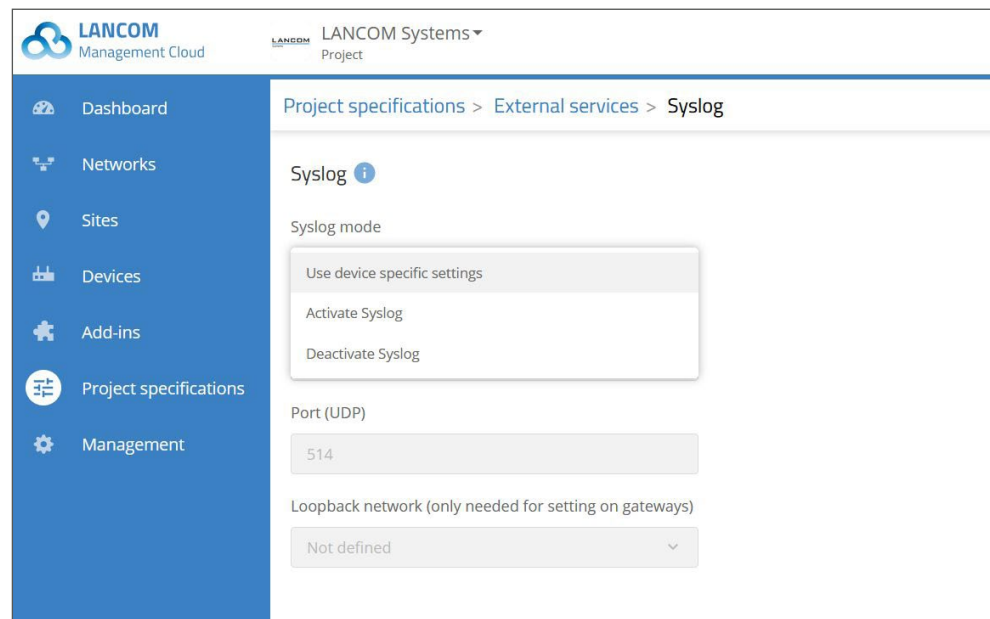 LANCOM
Management Cloud
LANCOM
LANCOM Systems
Project
Dashboard
Networks
Sites
Devices
Add-ins
Project specifications
Management
Project specifications > External services > Syslog
Syslog i
Syslog mode
Use device specific settings
Activate Syslog
Deactivate Syslog
Port (UDP)
514
Loopback network (only needed for setting on gateways)
Not defined